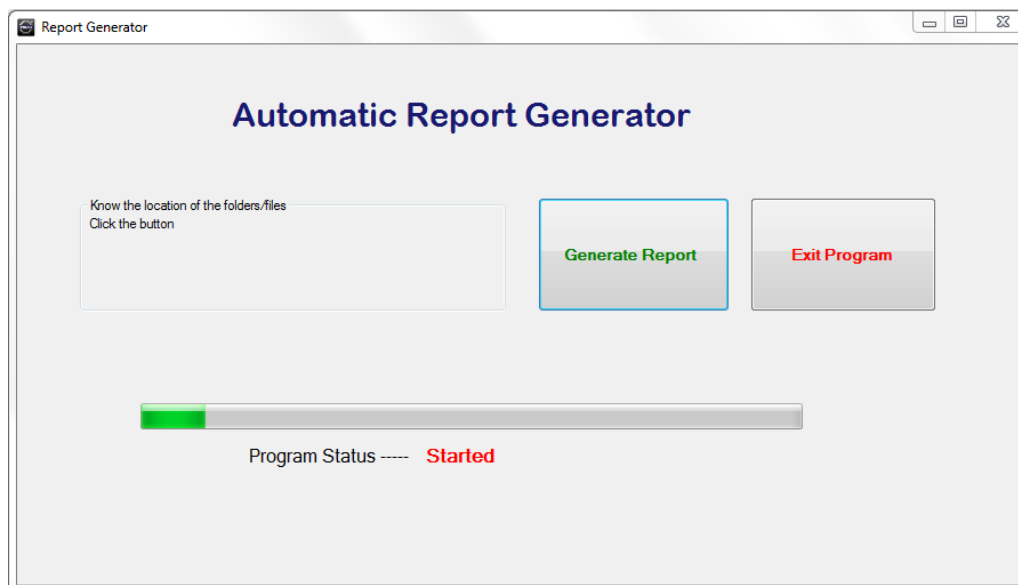 Report Generator
Automatic Report Generator
Know the location of the folders/files
Click the button
Generate Report
Exit Program
Program Status ----- Started